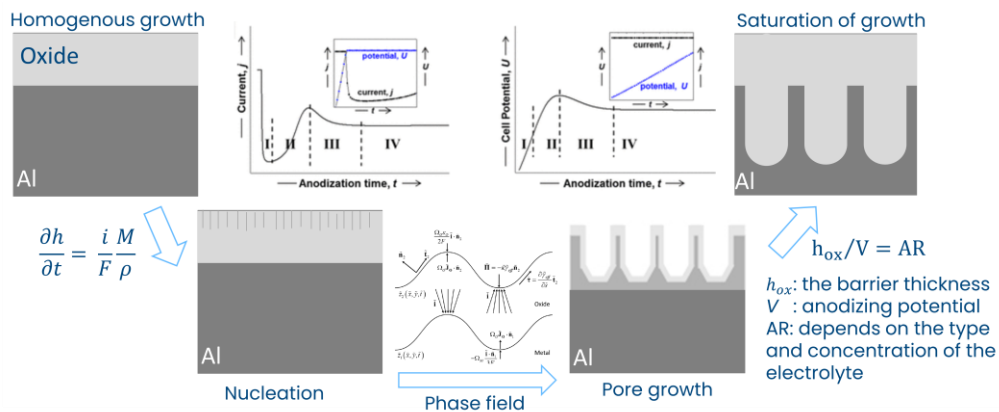 Homogenous growth
Oxide
Al
Current, j
potential, U
current, j
j
U
t
I II III IV
Anodization time, t
Cell Potential, U
current, j
potential, U
U
j
t
I II III IV
Anodization time, t
Saturation of growth
Al
∂h/∂t = i/F M/ρ
Al
Nucleation
Oxide
Metal
Phase field
Pore growth
h_ox/V = AR
h_ox: the barrier thickness
V : anodizing potential
AR: depends on the type
and concentration of the
electrolyte